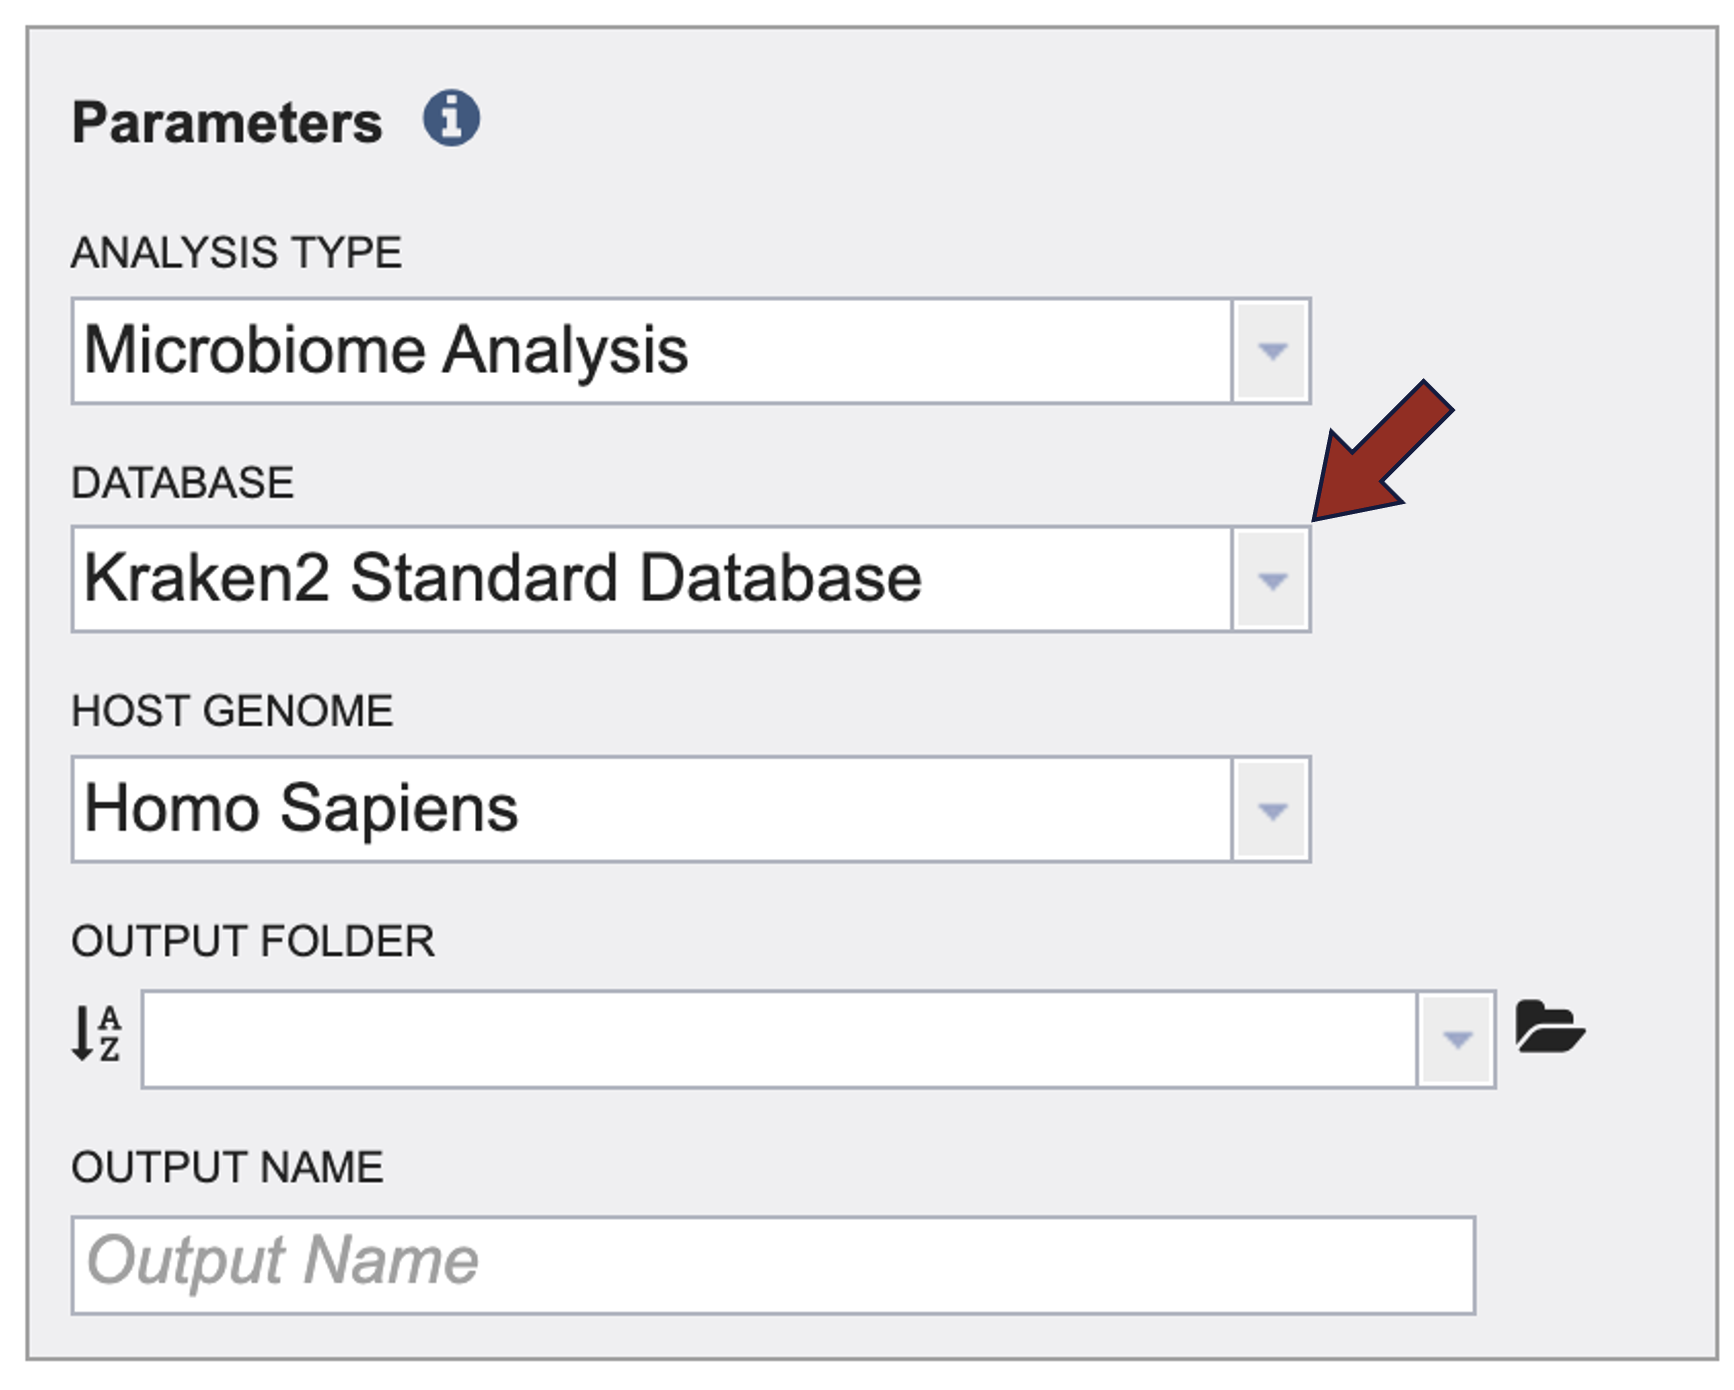 Parameters
ANALYSIS TYPE
Microbiome Analysis
DATABASE
Kraken2 Standard Database
HOST GENOME
Homo Sapiens
OUTPUT FOLDER
OUTPUT NAME
Output Name